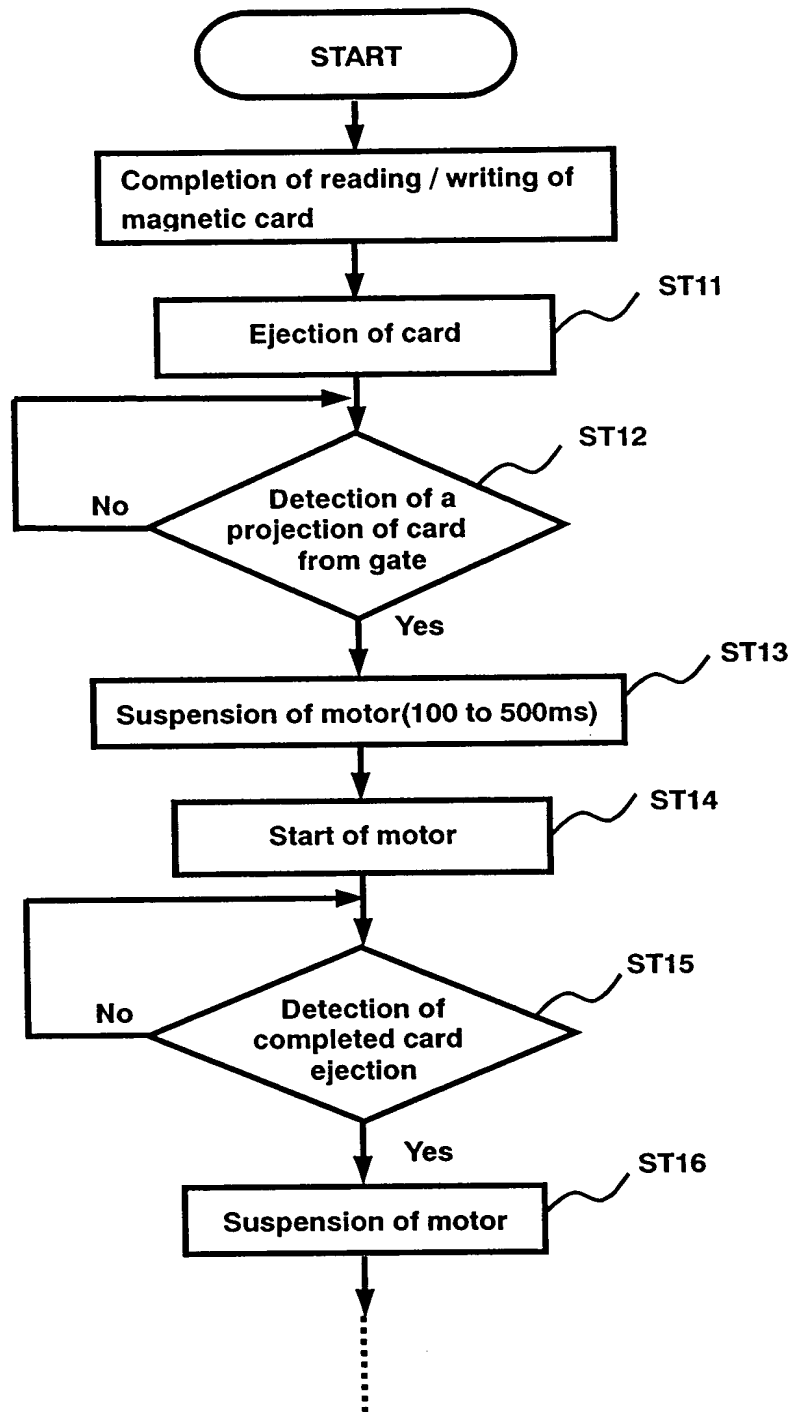 START
Completion of reading / writing of
magnetic card
ST11
Ejection of card
ST12
No
Detection of a
projection of card
from gate
Yes
ST13
Suspension of motor(100 to 500ms)
ST14
Start of motor
ST15
No
Detection of
completed card
ejection
Yes
ST16
Suspension of motor